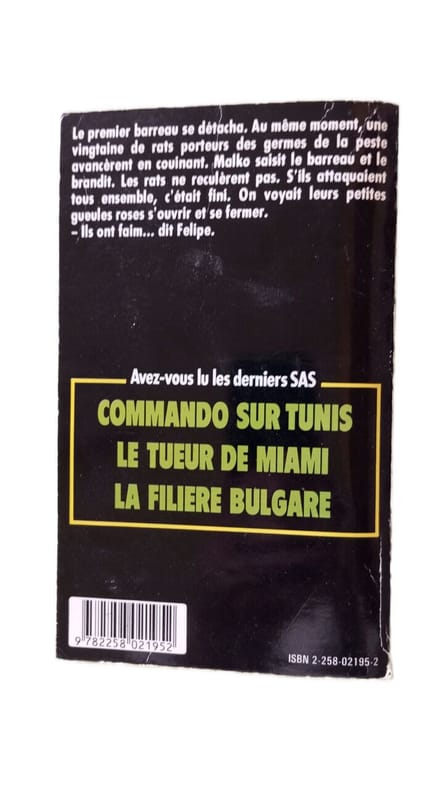 Le premier barreau se détacha. Au même moment, une
vingtaine de rats porteurs des germes de la peste
avancèrent en couinant. Malko saisit le barreau et le
brandit. Les rats ne reculèrent pas. S'ils attaquaient
tous ensemble, c'était fini. On voyait leurs petites
gueules roses s'ouvrir et se fermer.
– Ils ont faim... dit Felipe.
Avez-vous lu les derniers SAS
COMMANDO SUR TUNIS
LE TUEUR DE MIAMI
LA FILIERE BULGARE
9 782258 021952
ISBN 2-258-02195-2